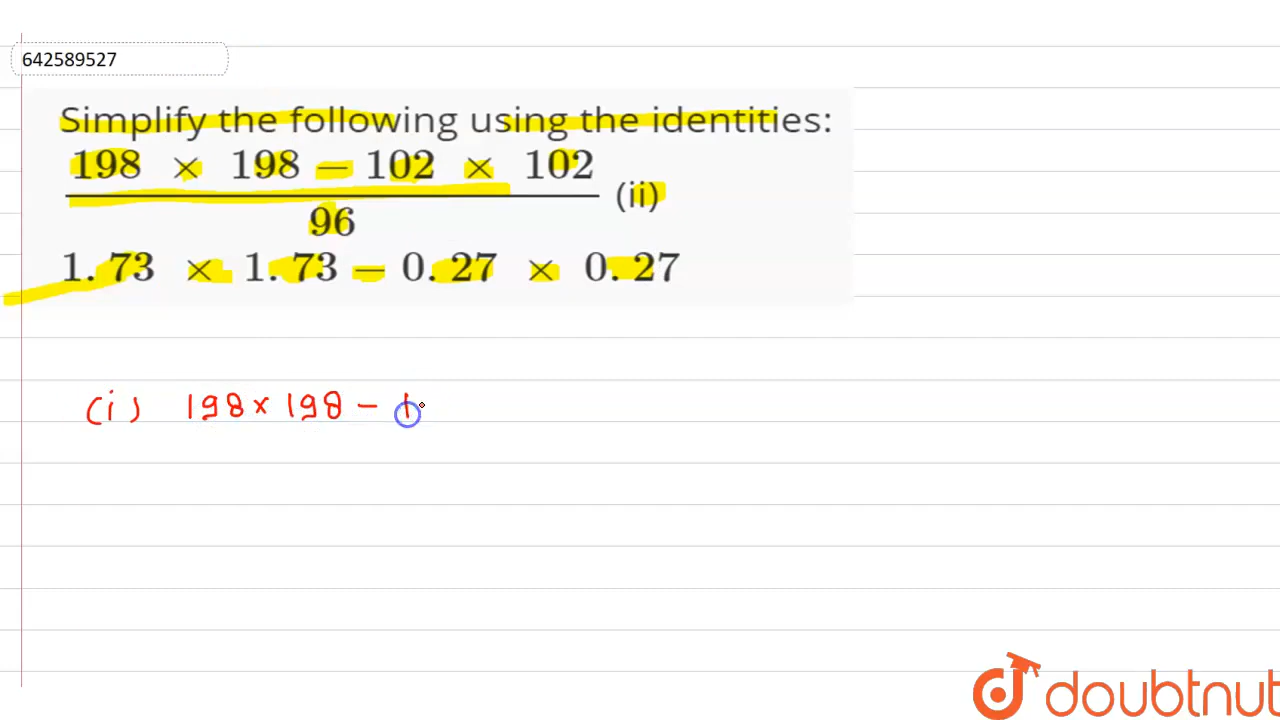 642589527
Simplify the following using the identities:
198 × 198 − 102 × 102
96
(ii)
1. 73 × 1. 73 − 0. 27 × 0. 27
(i) 198 × 198 − 1
doubtnut